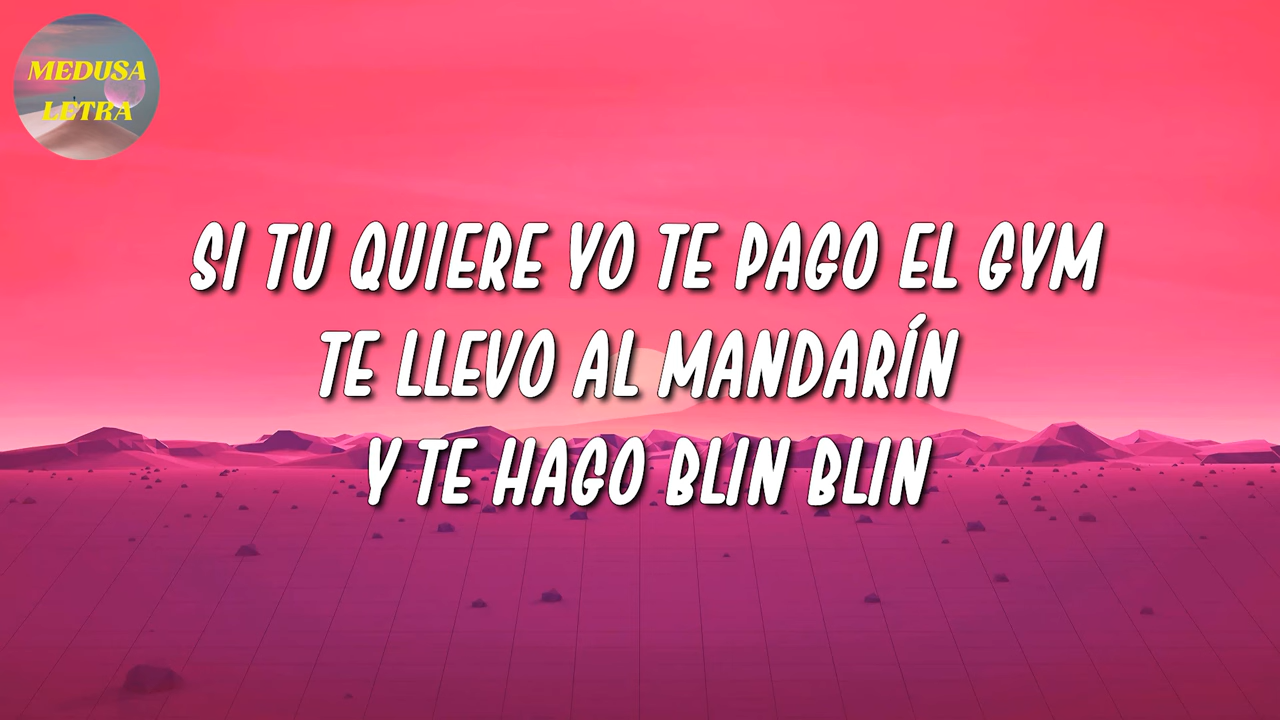 MEDUSA
LETRA
SI TU QUIERE YO TE PAGO EL GYM
TE LLEVO AL MANDARÍN
Y TE HAGO BLIN BLIN